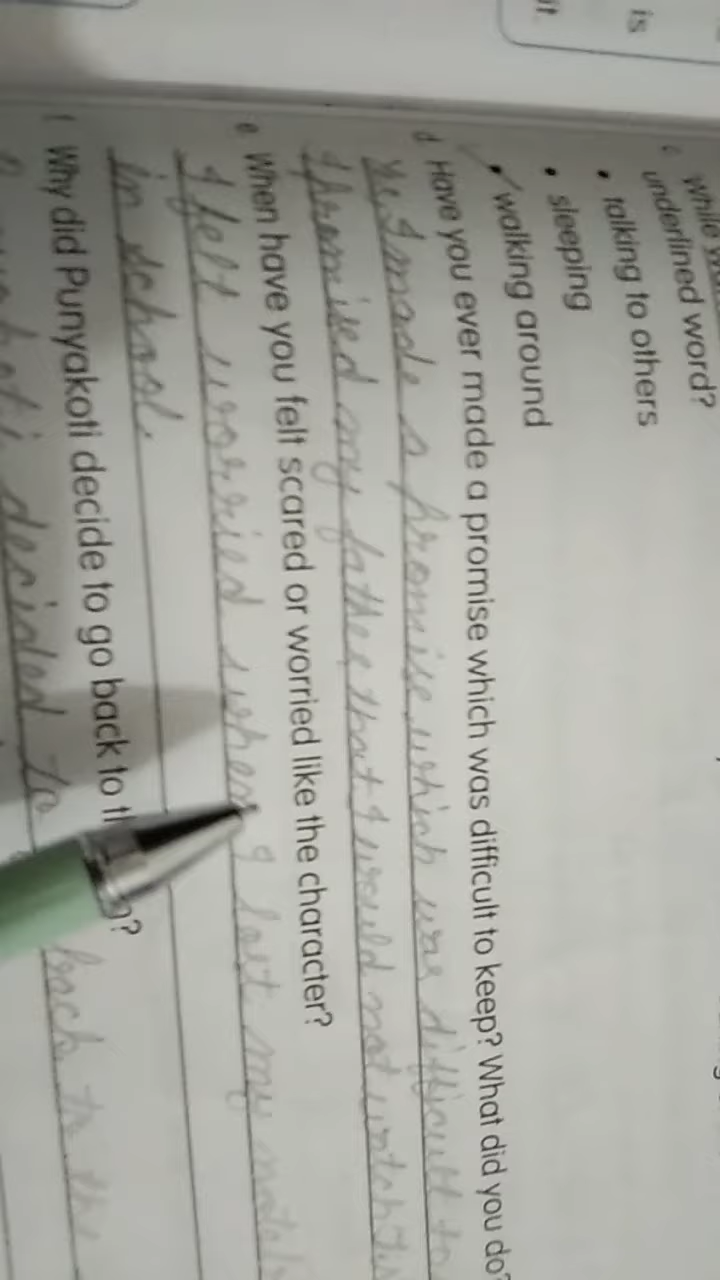 is
it.
c While
underlined word?
• talking to others
• sleeping
• walking around
d Have you ever made a promise which was difficult to keep? What did you do?
I made a promise which was difficult to
I promised my father that I would not watch
e When have you felt scared or worried like the character?
I felt worried when I lost my
in school.
f Why did Punyakoti decide to go back to
decided to back to the